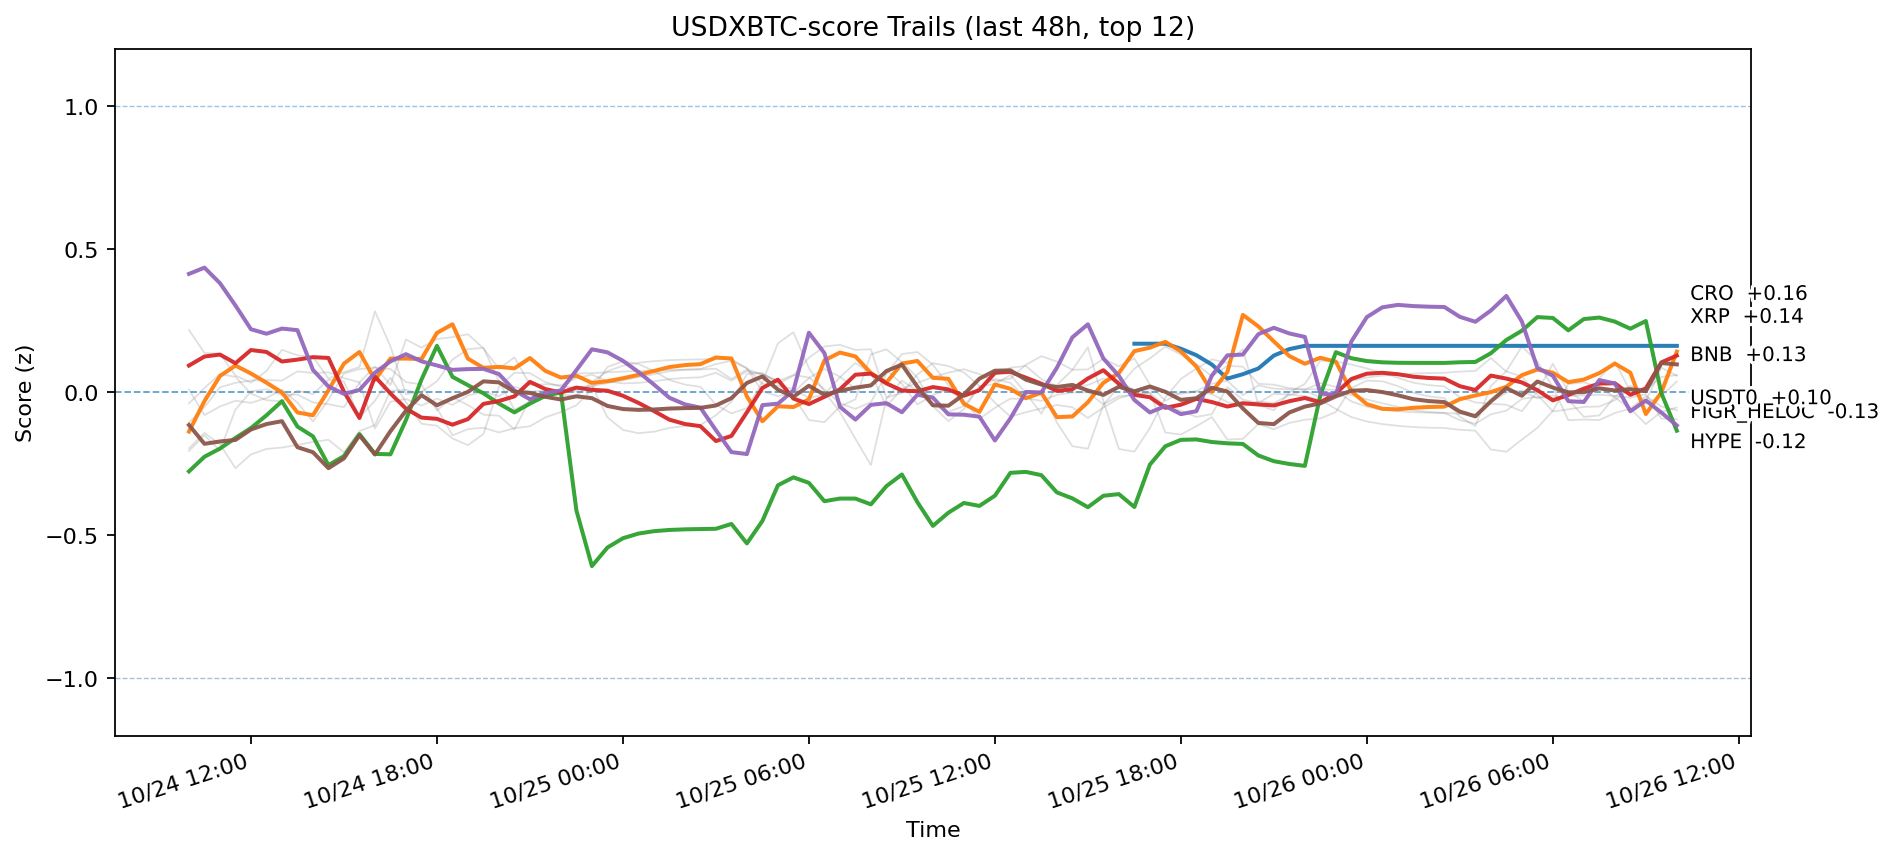 USDXBTC-score Trails (last 48h, top 12)
Score (z)
1.0
0.5
0.0
−0.5
−1.0
CRO +0.16
XRP +0.14
BNB +0.13
USDT0 +0.10
FIGR_HELOC -0.13
HYPE -0.12
10/24 12:00
10/24 18:00
10/25 00:00
10/25 06:00
10/25 12:00
10/25 18:00
10/26 00:00
10/26 06:00
10/26 12:00
Time